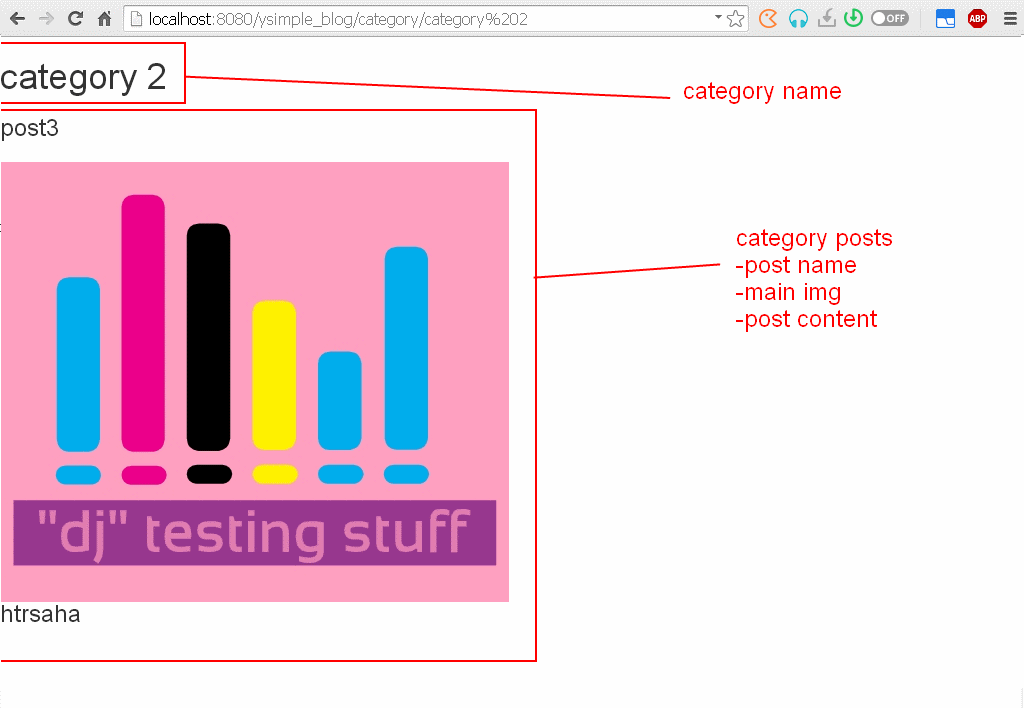 localhost:8080/ysimple_blog/category/category%202
OFF
ABP
category 2
category name
post3
category posts
-post name
-main img
-post content
"dj" testing stuff
htrsaha